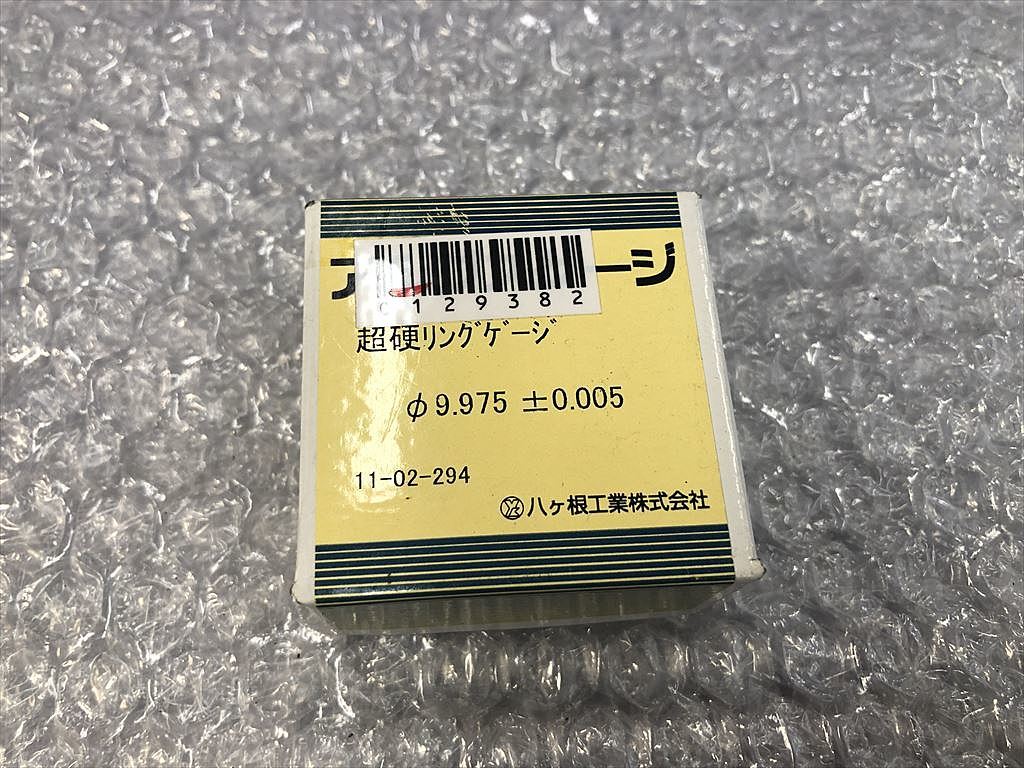 ージ
0129382
超硬リングゲージ
φ9.975 ±0.005
11-02-294
八ヶ根工業株式会社